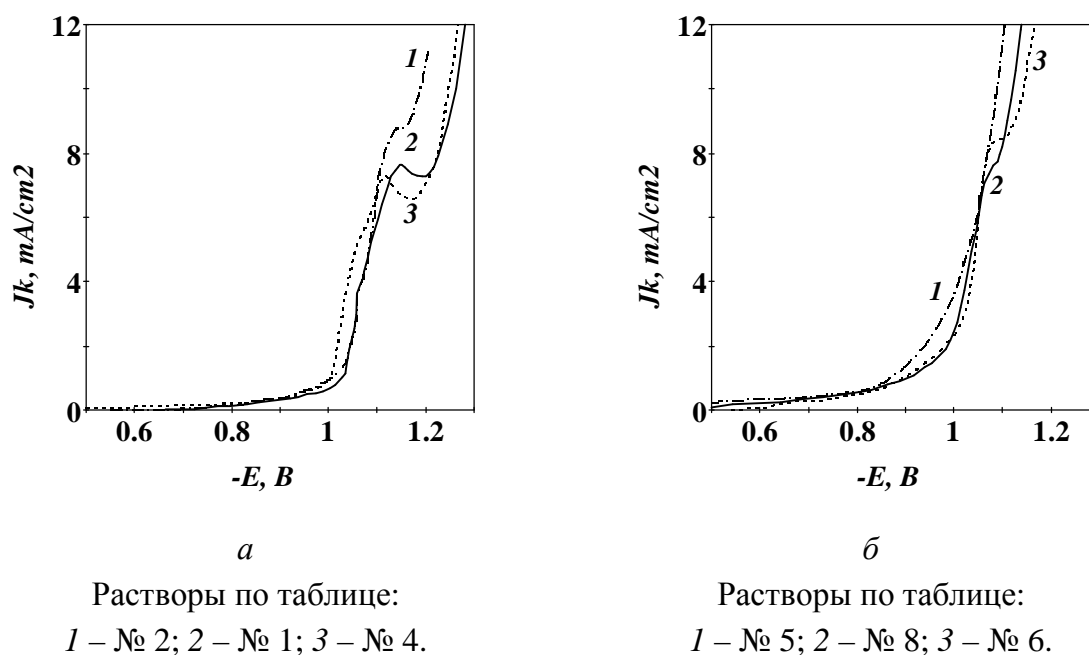 12
8
4
0
Jk, mA/cm2
1
2
3
0.6 0.8 1 1.2
-E, В
а
Растворы по таблице:
1 – № 2; 2 – № 1; 3 – № 4.
12
8
4
0
Jk, mA/cm2
1
2
3
0.6 0.8 1 1.2
-E, В
б
Растворы по таблице:
1 – № 5; 2 – № 8; 3 – № 6.